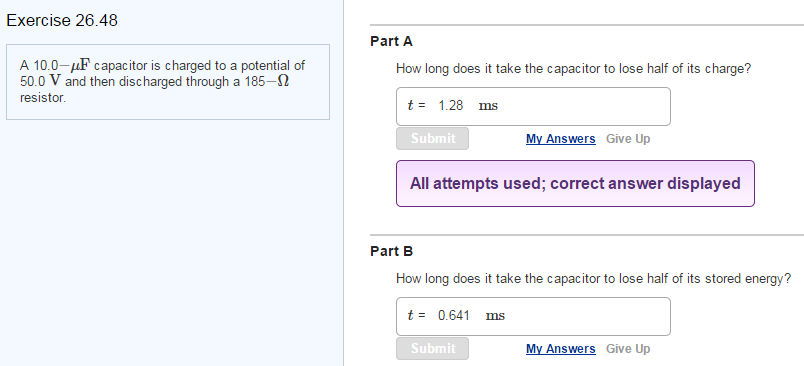 Exercise 26.48
A 10.0−μF capacitor is charged to a potential of
50.0 V and then discharged through a 185−Ω
resistor.
Part A
How long does it take the capacitor to lose half of its charge?
t = 1.28 ms
Submit My Answers Give Up
All attempts used; correct answer displayed
Part B
How long does it take the capacitor to lose half of its stored energy?
t = 0.641 ms
Submit My Answers Give Up